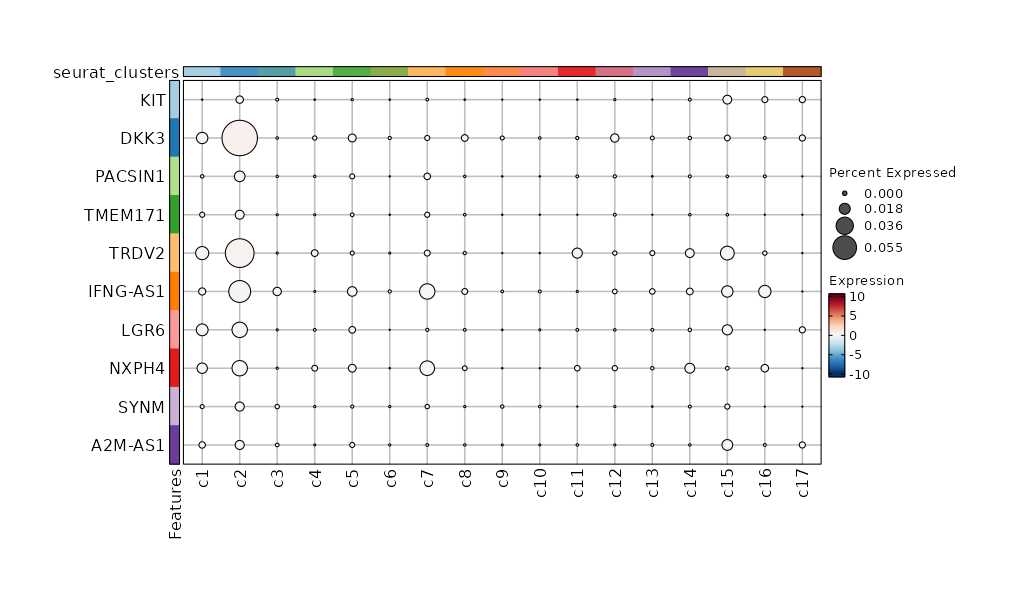 seurat_clusters
KIT
DKK3
PACSIN1
TMEM171
TRDV2
IFNG-AS1
LGR6
NXPH4
SYNM
A2M-AS1
Features
c1
c2
c3
c4
c5
c6
c7
c8
c9
c10
c11
c12
c13
c14
c15
c16
c17
Percent Expressed
0.000
0.018
0.036
0.055
Expression
10
5
0
-5
-10